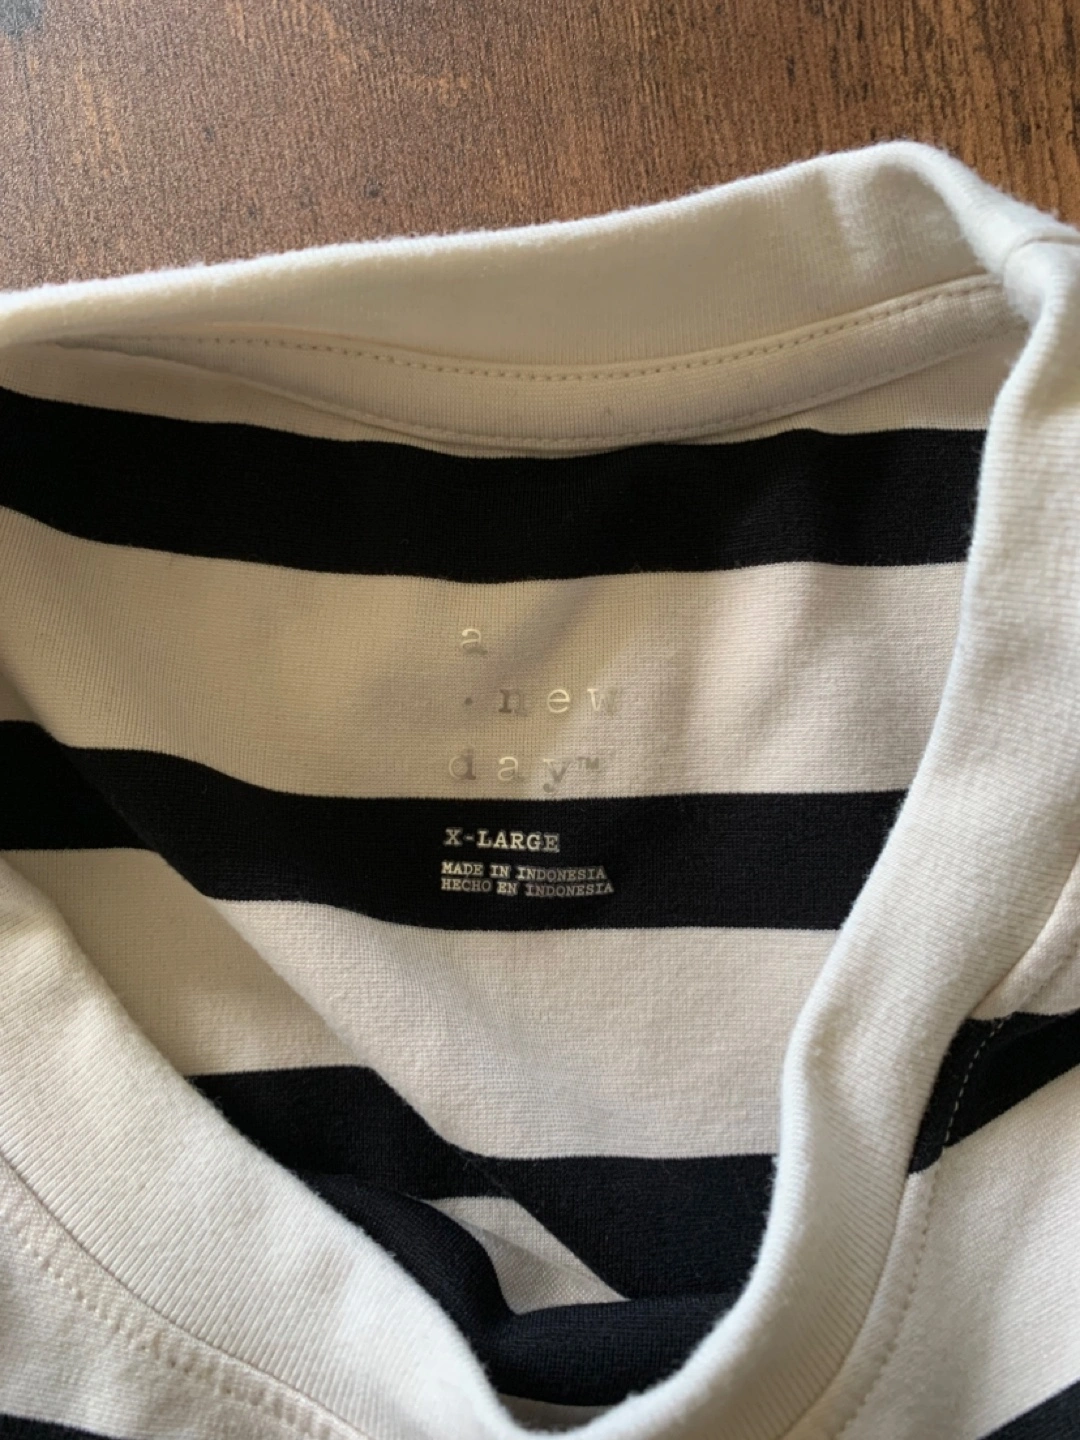 a
· new
day™
X-LARGE
MADE IN INDONESIA
HECHO EN INDONESIA